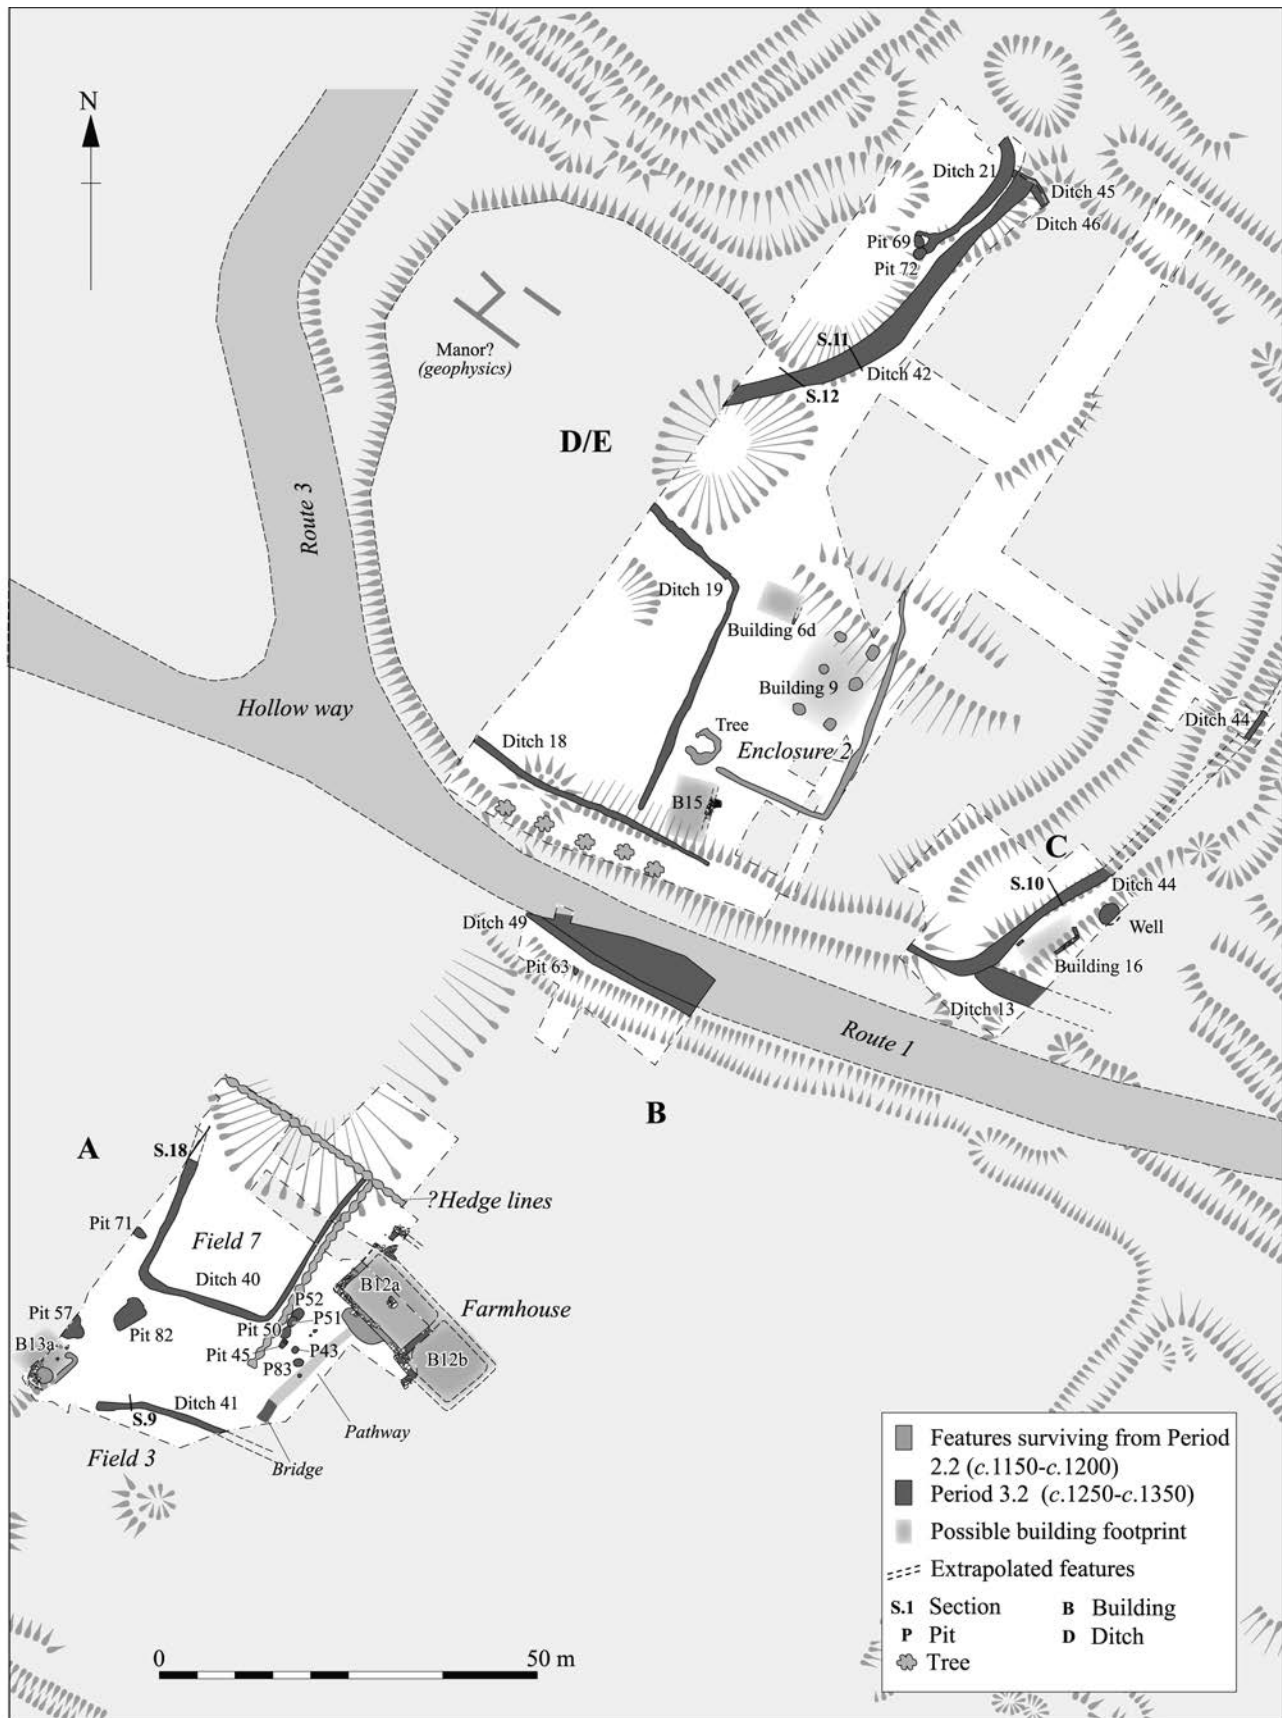 N
Ditch 21
Ditch 45
Ditch 46
Pit 69
Pit 72
Manor?
(geophysics)
S.11
Ditch 42
S.12
D/E
Route 3
Ditch 19
Building 6d
Building 9
Hollow way
Tree
Enclosure 2
Ditch 44
Ditch 18
B15
C
S.10
Ditch 44
Well
Building 16
Ditch 49
Pit 63
Ditch 13
Route 1
B
A
S.18
?Hedge lines
Pit 71
Field 7
Ditch 40
B12a
Farmhouse
P52
P51
Pit 57
Pit 50
Pit 82
B13a
Pit 45
P43
B12b
P83
Ditch 41
S.9
Pathway
Field 3
Bridge
Features surviving from Period
2.2 (c.1150-c.1200)
Period 3.2 (c.1250-c.1350)
Possible building footprint
Extrapolated features
S.1 Section
B Building
P Pit
D Ditch
Tree
0 50 m